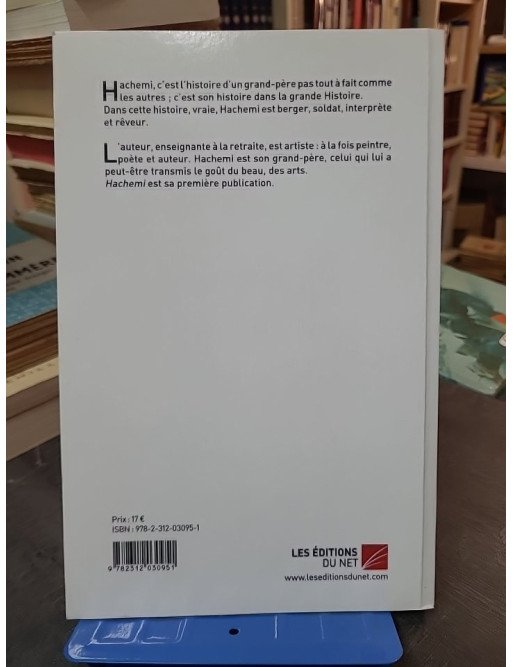 Hachemi, c'est l'histoire d'un grand-père pas tout à fait comme
les autres ; c'est son histoire dans la grande Histoire.
Dans cette histoire, vraie, Hachemi est berger, soldat, interprète
et rêveur.
L'auteur, enseignante à la retraite, est artiste : à la fois peintre,
poète et auteur. Hachemi est son grand-père, celui qui lui a
peut-être transmis le goût du beau, des arts.
Hachemi est sa première publication.
Prix : 17 €
ISBN : 978-2-312-03095-1
9 782312 030951
LES ÉDITIONS
DU NET
www.leseditionsdunet.com